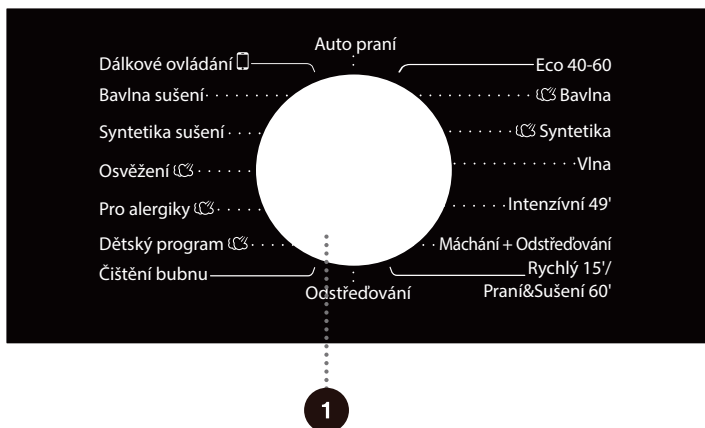 Auto praní
Dálkové ovládání
Bavlna sušení
Syntetika sušení
Osvěžení
Pro alergiky
Dětský program
Čištění bubnu
Eco 40-60
Bavlna
Syntetika
Vlna
Intenzívní 49'
Máchání + Odstřeďování
Rychlý 15'/
Praní&Sušení 60'
Odstřeďování
1